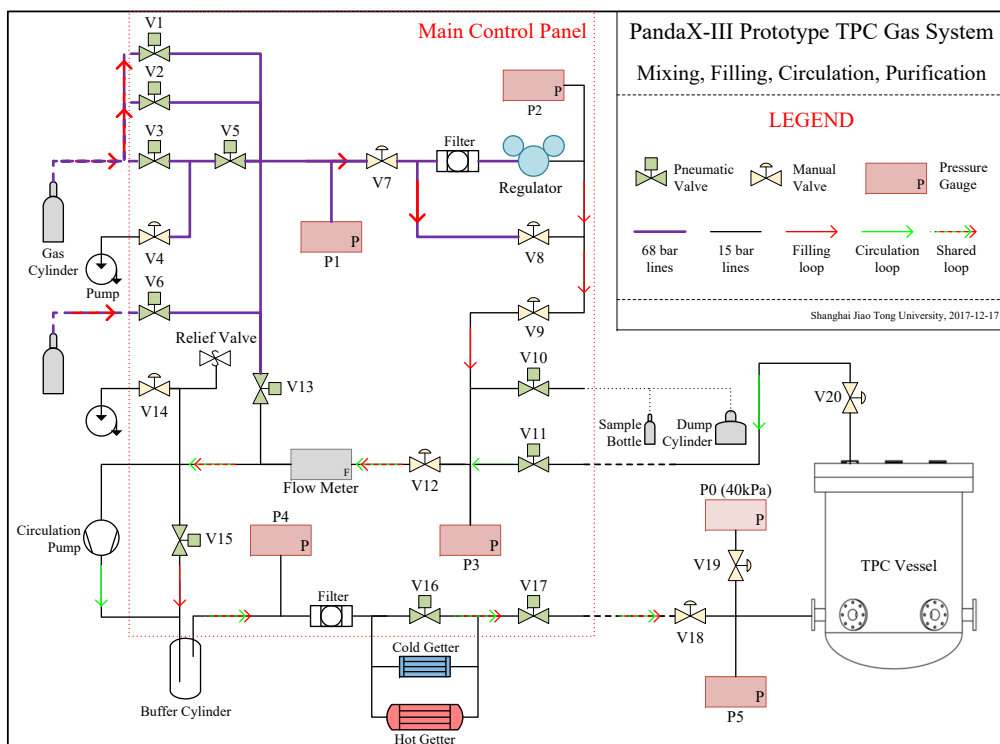 Main Control Panel
PandaX-III Prototype TPC Gas System
Mixing, Filling, Circulation, Purification
LEGEND
Pneumatic
Valve
Manual
Valve
Pressure
Gauge
P
68 bar
lines
15 bar
lines
Filling
loop
Circulation
loop
Shared
loop
Shanghai Jiao Tong University, 2017-12-17
V1
V2
V3
V5
V7
Filter
Regulator
P
P2
Gas
Cylinder
V4
Pump
P
P1
V8
V6
Relief Valve
V9
V14
V13
V10
Sample
Bottle
Dump
Cylinder
V20
V11
F
Flow Meter
V12
P0 (40kPa)
P
Circulation
Pump
V15
P4
P
P
P3
V19
TPC Vessel
V16
V17
Filter
V18
Cold Getter
Buffer Cylinder
Hot Getter
P
P5